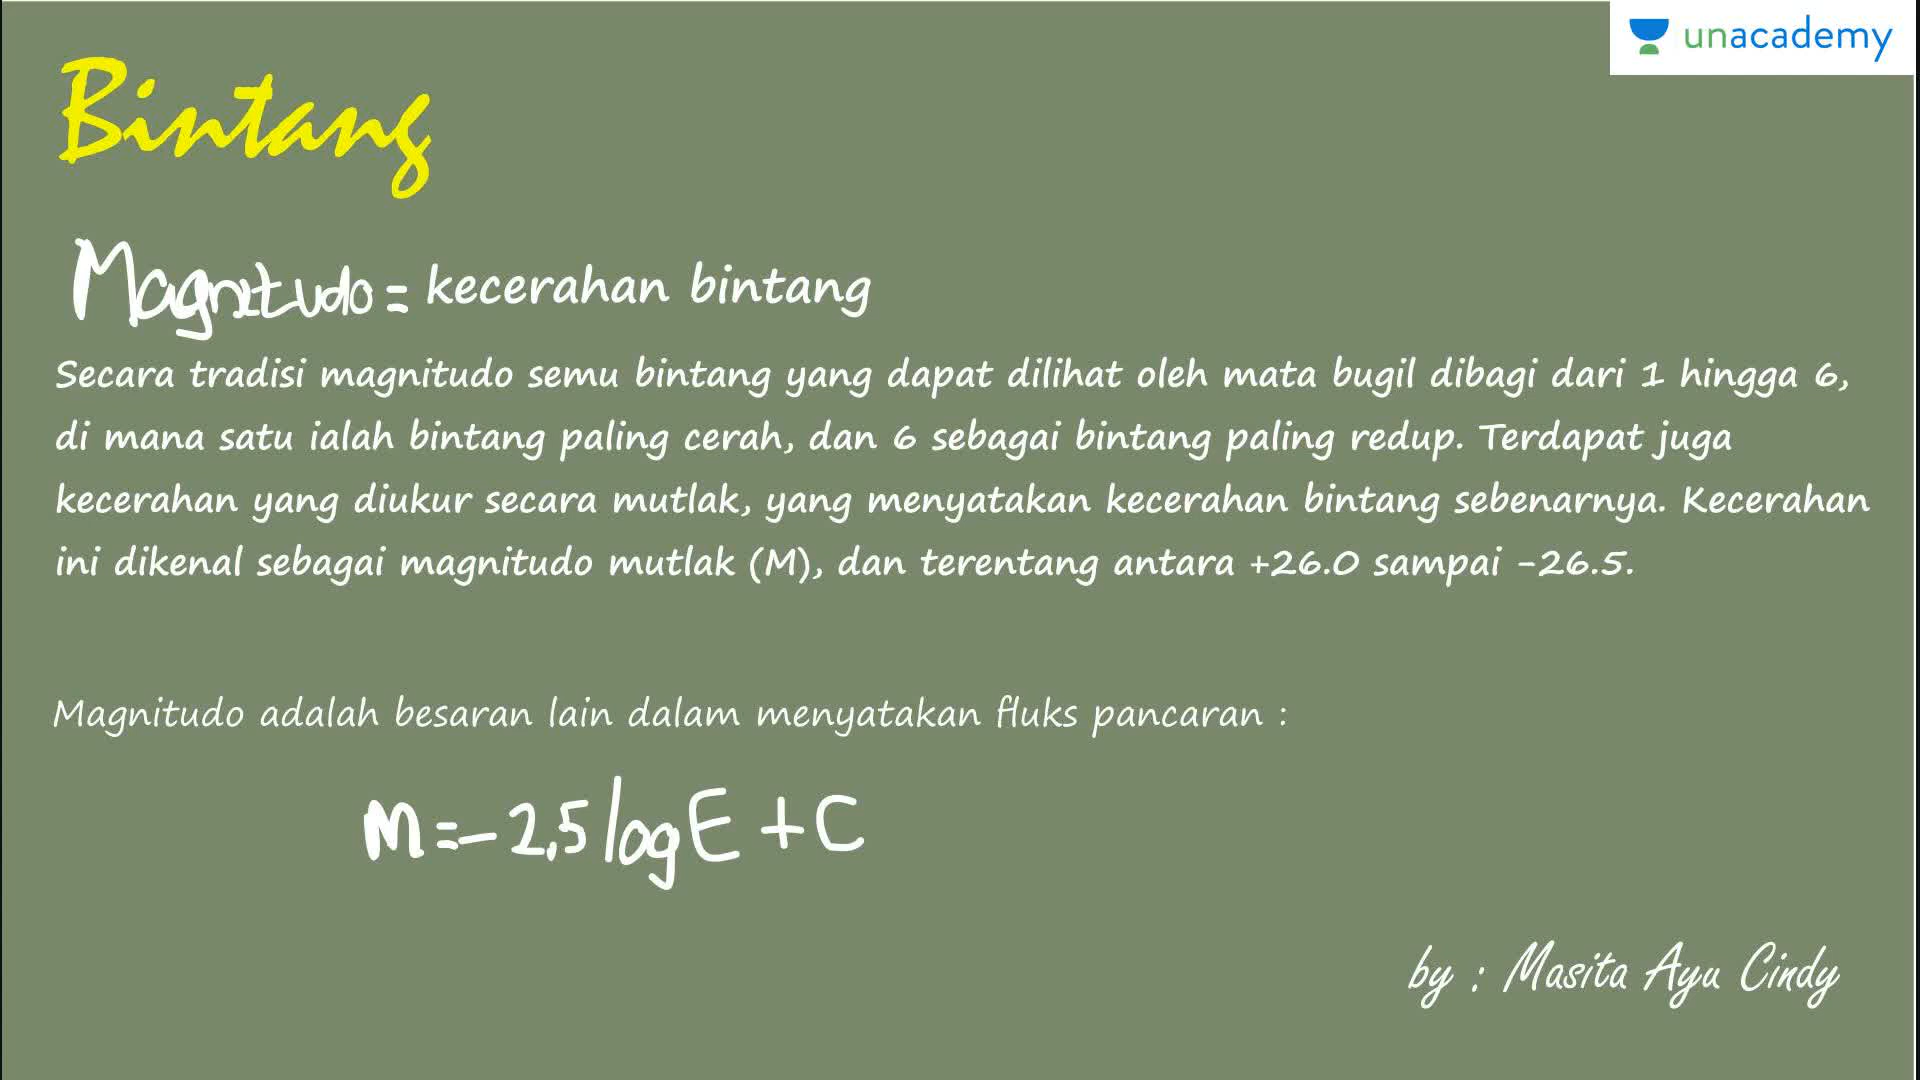 unacademy
Bintang
Magnitudo = kecerahan bintang
Secara tradisi magnitudo semu bintang yang dapat dilihat oleh mata bugil dibagi dari 1 hingga 6,
di mana satu ialah bintang paling cerah, dan 6 sebagai bintang paling redup. Terdapat juga
kecerahan yang diukur secara mutlak, yang menyatakan kecerahan bintang sebenarnya. Kecerahan
ini dikenal sebagai magnitudo mutlak (M), dan terentang antara +26.0 sampai -26.5.
Magnitudo adalah besaran lain dalam menyatakan fluks pancaran :
m = - 2,5 log E + C
by : Masita Ayu Cindy